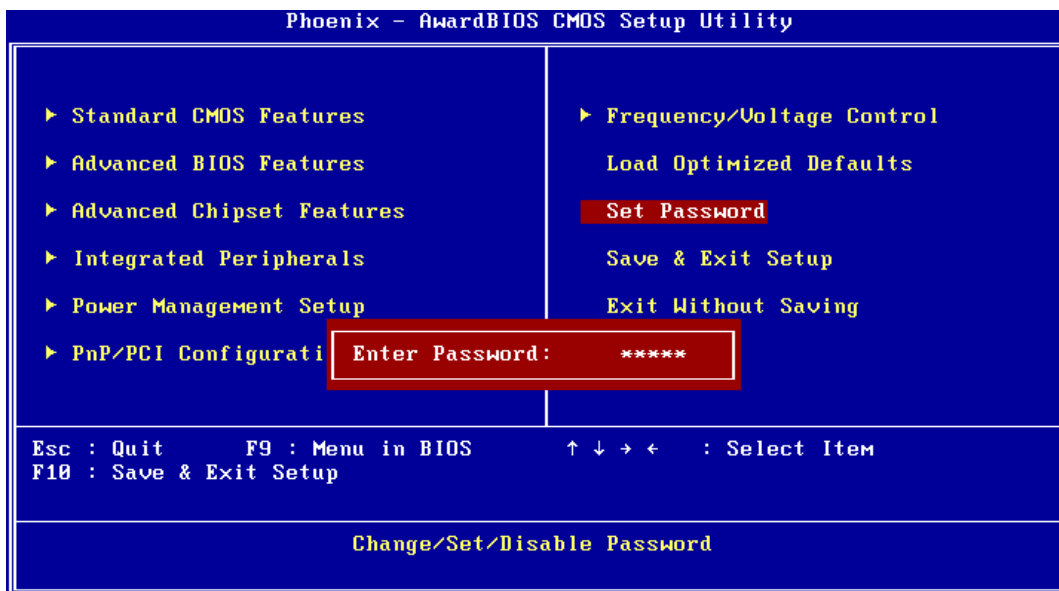 Phoenix - AwardBIOS CMOS Setup Utility
► Standard CMOS Features
► Advanced BIOS Features
► Advanced Chipset Features
► Integrated Peripherals
► Power Management Setup
► PnP/PCI Configurati
► Frequency/Voltage Control
Load Optimized Defaults
Set Password
Save & Exit Setup
Exit Without Saving
Enter Password: *****
Esc : Quit F9 : Menu in BIOS ↑ ↓ → ← : Select Item
F10 : Save & Exit Setup
Change/Set/Disable Password